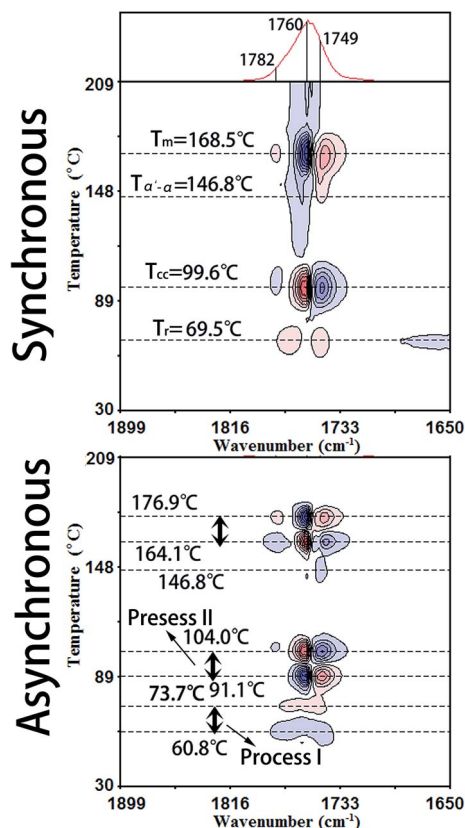 1760
1782
1749
Synchronous
Temperature (°C)
209
148
89
30
Tm=168.5℃
Tα'-α=146.8℃
Tcc=99.6℃
Tr=69.5℃
1899
1816
1733
1650
Wavenumber (cm-1)
Asynchronous
Temperature (°C)
209
148
89
30
176.9℃
164.1℃
146.8℃
Presess II
104.0℃
73.7℃
91.1℃
60.8℃
Process I
1899
1816
1733
1650
Wavenumber (cm-1)